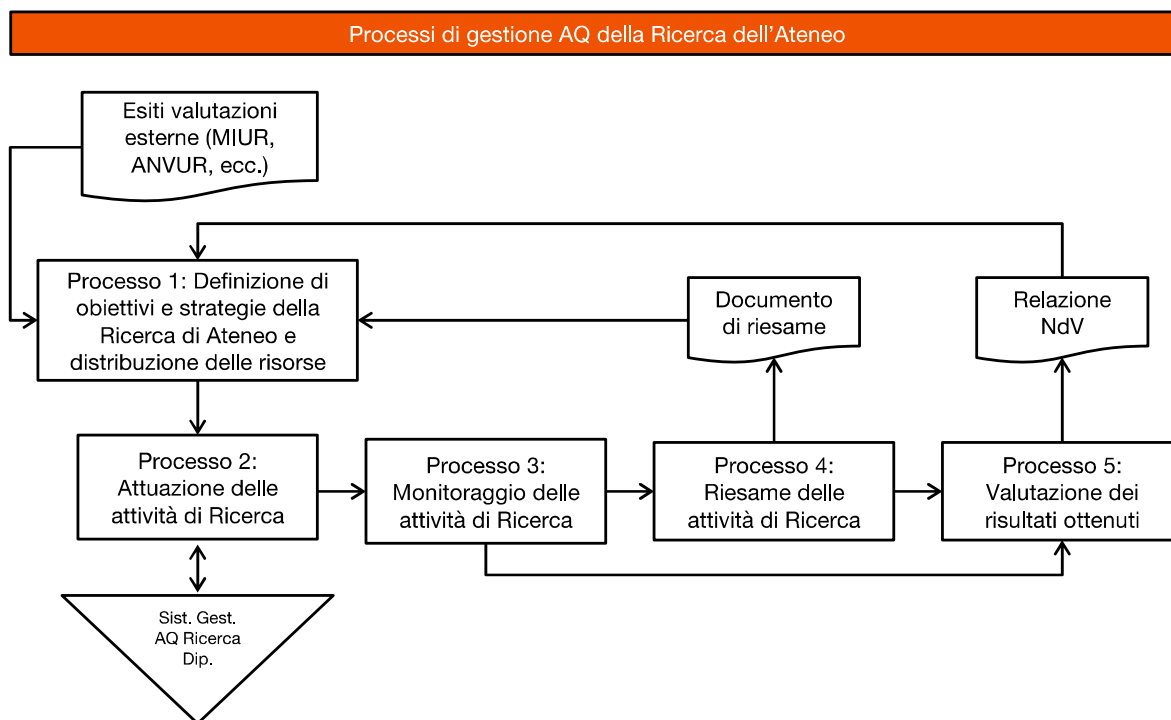 Processi di gestione AQ della Ricerca dell'Ateneo
Esiti valutazioni
esterne (MIUR,
ANVUR, ecc.)
Processo 1: Definizione di
obiettivi e strategie della
Ricerca di Ateneo e
distribuzione delle risorse
Documento
di riesame
Relazione
NdV
Processo 2:
Attuazione delle
attività di Ricerca
Processo 3:
Monitoraggio delle
attività di Ricerca
Processo 4:
Riesame delle
attività di Ricerca
Processo 5:
Valutazione dei
risultati ottenuti
Sist. Gest.
AQ Ricerca
Dip.